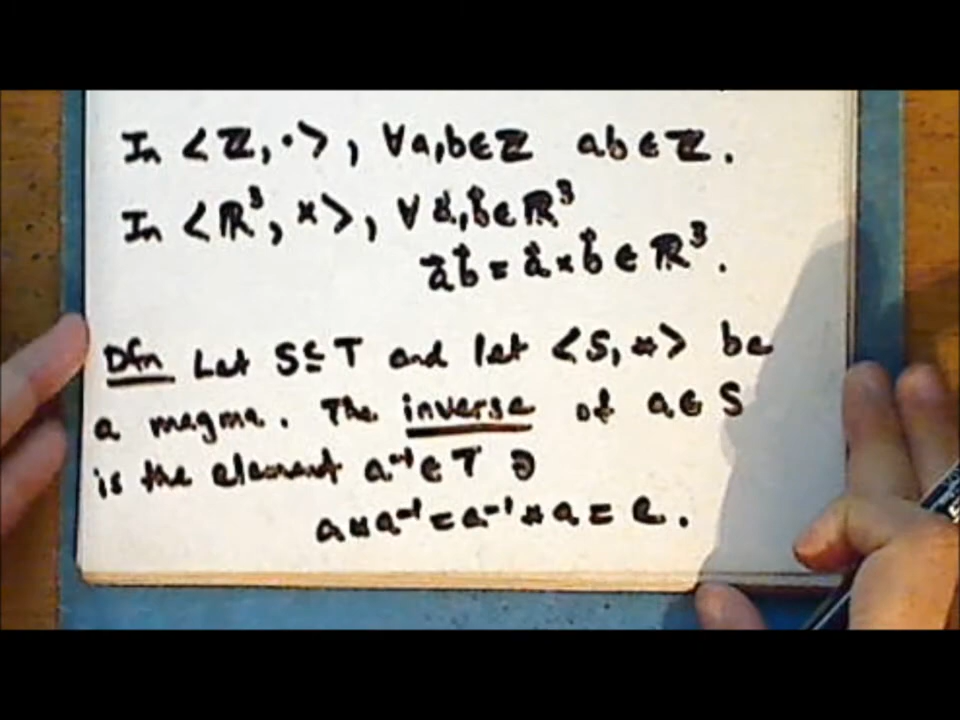 In <ℤ, ·>, ∀a,b∈ℤ ab∈ℤ.
In <ℝ³, ×>, ∀ a⃗,b⃗∈ℝ³
a⃗b⃗ = a⃗×b⃗ ∈ ℝ³.
Dfn Let S⊆T and let <S, *> be
a magma. The inverse of a∈S
is the element a⁻¹∈T ∋
a*a⁻¹=a⁻¹*a=e.